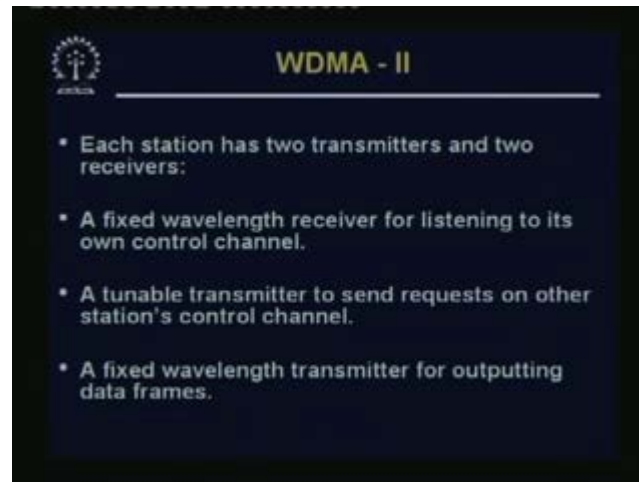 WDMA - II
• Each station has two transmitters and two
receivers:
• A fixed wavelength receiver for listening to its
own control channel.
• A tunable transmitter to send requests on other
station's control channel.
• A fixed wavelength transmitter for outputting
data frames.